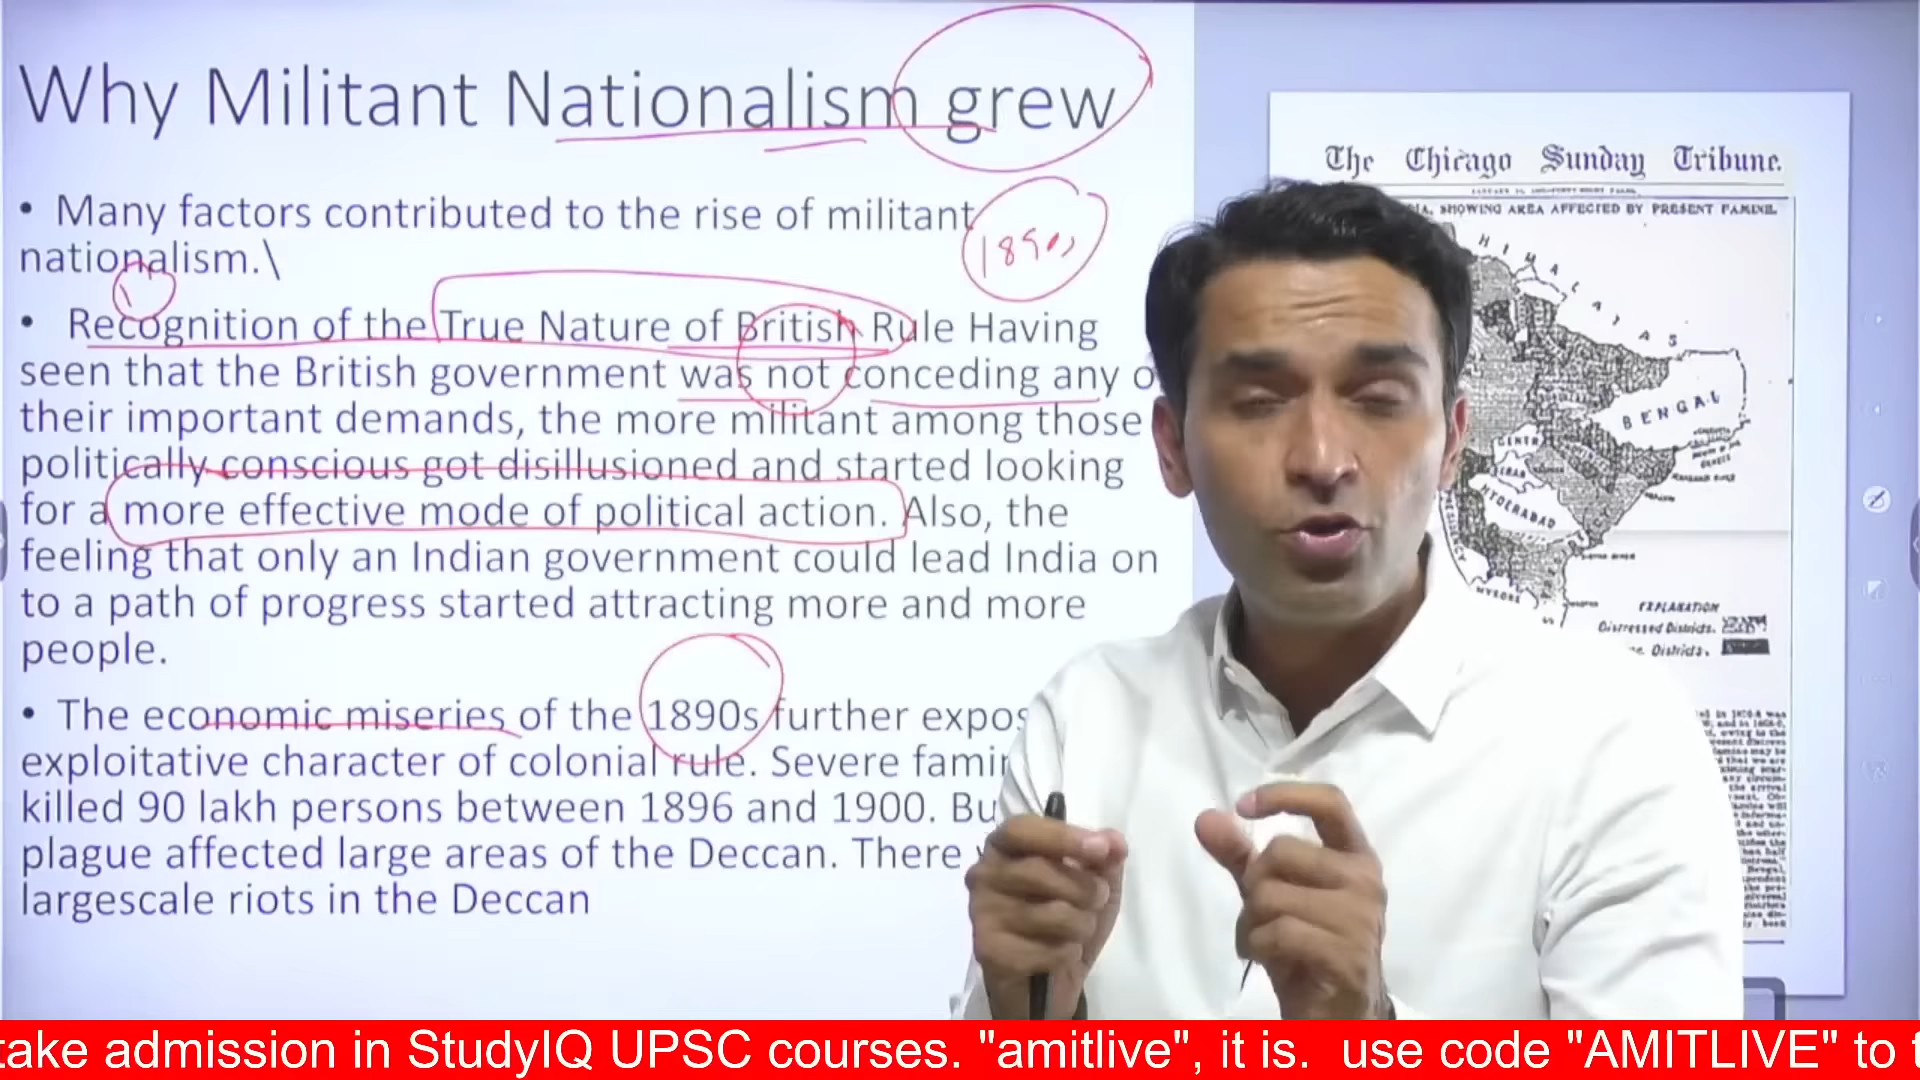 Why Militant Nationalism grew
• Many factors contributed to the rise of militant
nationalism.\
1890s
• Recognition of the True Nature of British Rule Having
seen that the British government was not conceding any o
their important demands, the more militant among those
politically conscious got disillusioned and started looking
for a more effective mode of political action. Also, the
feeling that only an Indian government could lead India on
to a path of progress started attracting more and more
people.
• The economic miseries of the 1890s further expos
exploitative character of colonial rule. Severe famin
killed 90 lakh persons between 1896 and 1900. Bu
plague affected large areas of the Deccan. There
largescale riots in the Deccan
The Chicago Sunday Tribune.
SHOWING AREA AFFECTED BY PRESENT FAMINE.
HIMALAYAS
BENGAL
BERAR
HYDERABAD
MYSORE
EXPLANATION
Distressed Districts.
Districts.
take admission in StudyIQ UPSC courses. "amitlive", it is. use code "AMITLIVE" to t